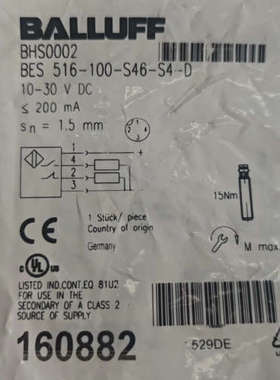 BALLUFF
BHS0002
BES 516-100-S46-S4-D
10-30 V DC
≤ 200 mA
sn = 1.5 mm
1
4
2
3
15Nm
1 Stück/ piece
Country of origin
Germany
M max
CE
c UL US
LISTED IND.CONT.EQ 81U2
FOR USE IN THE
SECONDARY OF A CLASS 2
SOURCE OF SUPPLY
160882
529DE